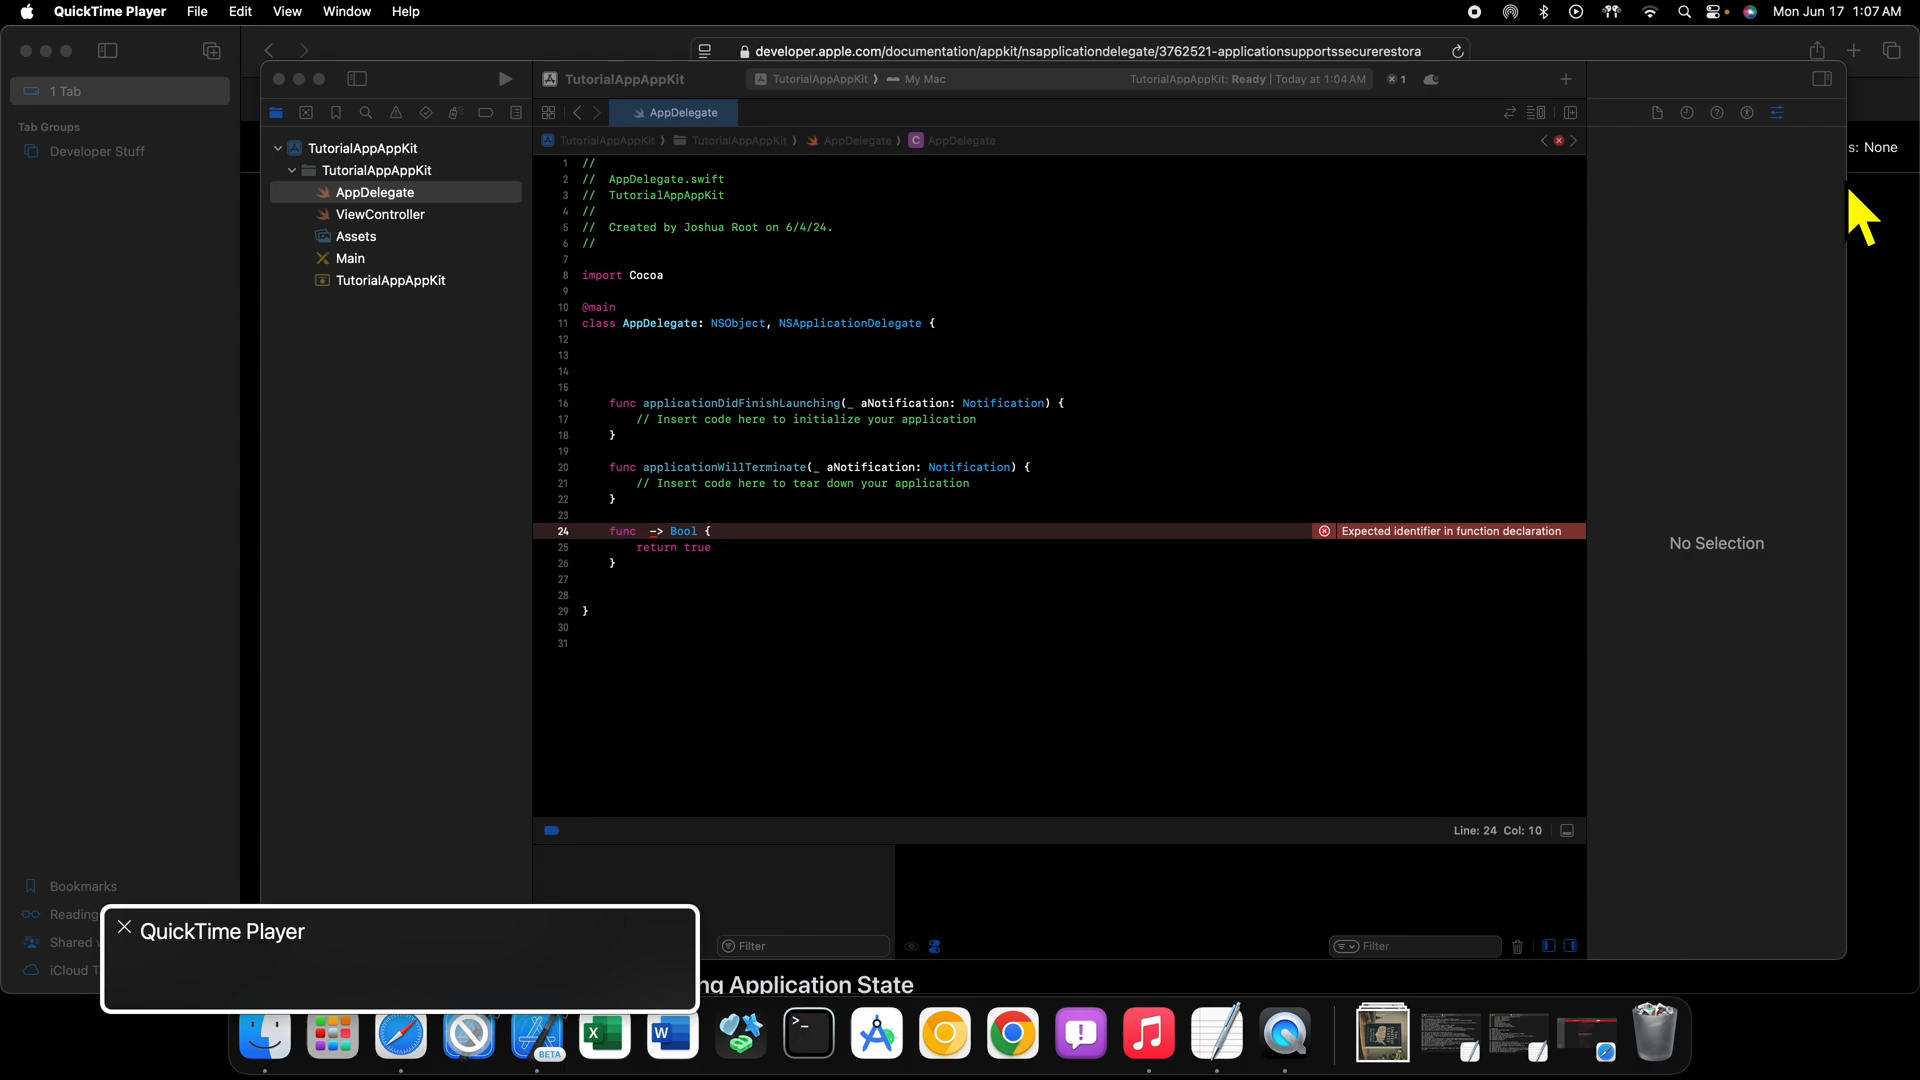 QuickTime Player File Edit View Window Help Mon Jun 17 1:07 AM
developer.apple.com/documentation/appkit/nsapplicationdelegate/3762521-applicationsupportssecurerestora
1 Tab
Tab Groups
Developer Stuff
s: None
TutorialAppAppKit
TutorialAppAppKit ⟩ My Mac TutorialAppAppKit: Ready | Today at 1:04 AM 1
AppDelegate
TutorialAppAppKit ⟩ TutorialAppAppKit ⟩ AppDelegate ⟩ C AppDelegate
TutorialAppAppKit
TutorialAppAppKit
AppDelegate
ViewController
Assets
Main
TutorialAppAppKit
1 //
2 // AppDelegate.swift
3 // TutorialAppAppKit
4 //
5 // Created by Joshua Root on 6/4/24.
6 //
7
8 import Cocoa
9
10 @main
11 class AppDelegate: NSObject, NSApplicationDelegate {
12
13
14
15
16 func applicationDidFinishLaunching(_ aNotification: Notification) {
17 // Insert code here to initialize your application
18 }
19
20 func applicationWillTerminate(_ aNotification: Notification) {
21 // Insert code here to tear down your application
22 }
23
24 func -> Bool { Expected identifier in function declaration
25 return true
26 }
27
28
29 }
30
31
No Selection
Line: 24 Col: 10
Filter
Filter
Bookmarks
Reading
Shared
iCloud T
QuickTime Player
ng Application State
BETA